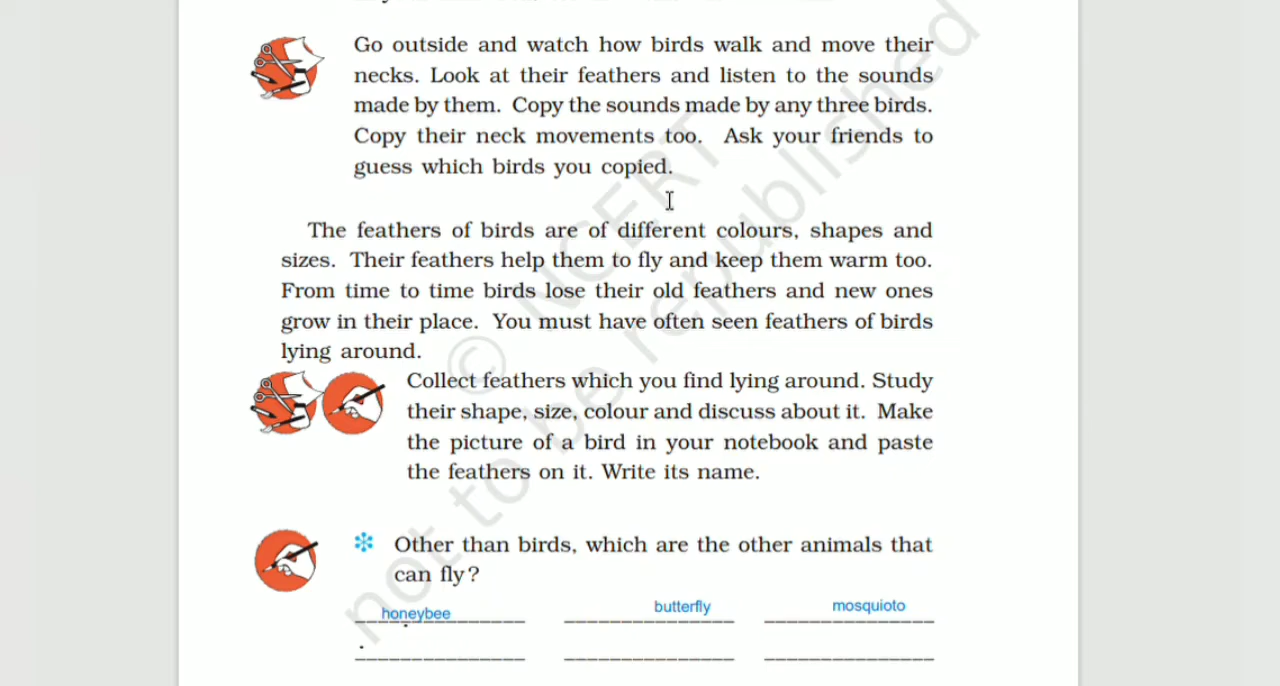 Go outside and watch how birds walk and move their
necks. Look at their feathers and listen to the sounds
made by them. Copy the sounds made by any three birds.
Copy their neck movements too. Ask your friends to
guess which birds you copied.
The feathers of birds are of different colours, shapes and
sizes. Their feathers help them to fly and keep them warm too.
From time to time birds lose their old feathers and new ones
grow in their place. You must have often seen feathers of birds
lying around.
Collect feathers which you find lying around. Study
their shape, size, colour and discuss about it. Make
the picture of a bird in your notebook and paste
the feathers on it. Write its name.
Other than birds, which are the other animals that
can fly?
honeybee butterfly mosquioto
© NCERT
not to be republished